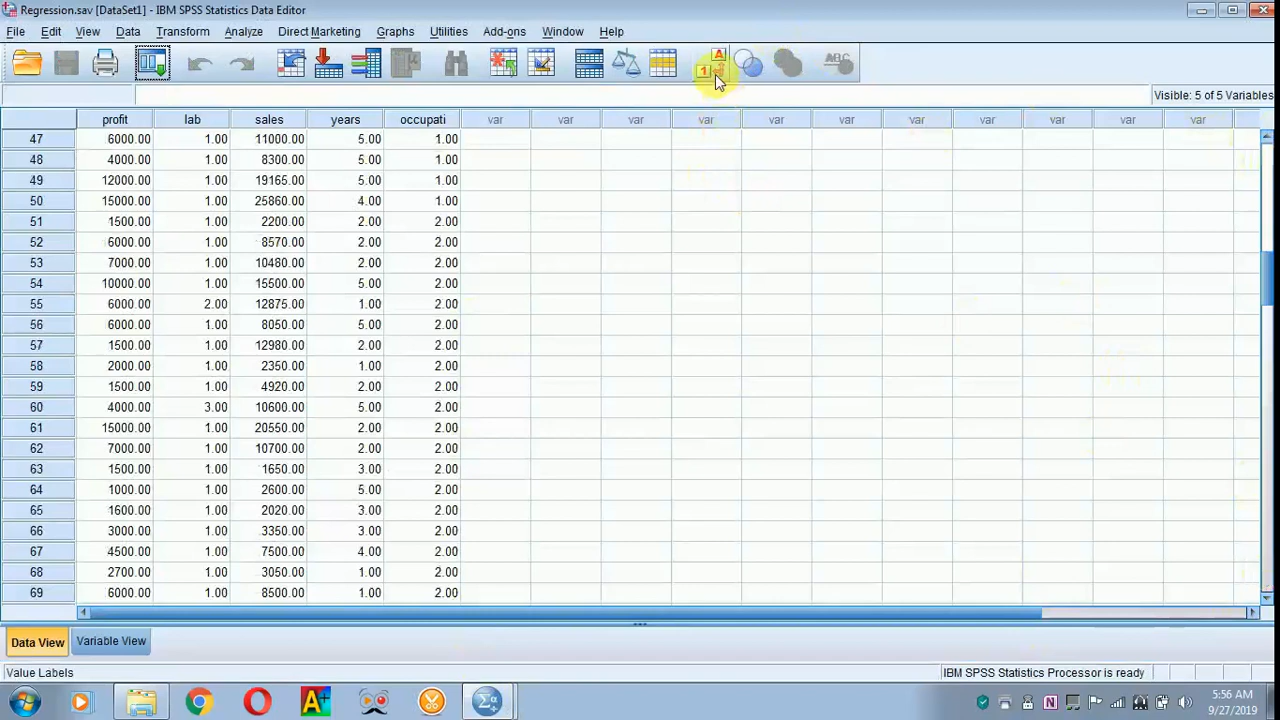 Regression.sav [DataSet1] - IBM SPSS Statistics Data Editor
File Edit View Data Transform Analyze Direct Marketing Graphs Utilities Add-ons Window Help
A
1
ABC
Visible: 5 of 5 Variables
profit lab sales years occupati var var var var var var var var var var var
47 6000.00 1.00 11000.00 5.00 1.00
48 4000.00 1.00 8300.00 5.00 1.00
49 12000.00 1.00 19165.00 5.00 1.00
50 15000.00 1.00 25860.00 4.00 1.00
51 1500.00 1.00 2200.00 2.00 2.00
52 6000.00 1.00 8570.00 2.00 2.00
53 7000.00 1.00 10480.00 2.00 2.00
54 10000.00 1.00 15500.00 5.00 2.00
55 6000.00 2.00 12875.00 1.00 2.00
56 6000.00 1.00 8050.00 5.00 2.00
57 1500.00 1.00 12980.00 2.00 2.00
58 2000.00 1.00 2350.00 1.00 2.00
59 1500.00 1.00 4920.00 2.00 2.00
60 4000.00 3.00 10600.00 5.00 2.00
61 15000.00 1.00 20550.00 2.00 2.00
62 7000.00 1.00 10700.00 2.00 2.00
63 1500.00 1.00 1650.00 3.00 2.00
64 1000.00 1.00 2600.00 5.00 2.00
65 1600.00 1.00 2020.00 3.00 2.00
66 3000.00 1.00 3350.00 3.00 2.00
67 4500.00 1.00 7500.00 4.00 2.00
68 2700.00 1.00 3050.00 1.00 2.00
69 6000.00 1.00 8500.00 1.00 2.00
Data View Variable View
Value Labels IBM SPSS Statistics Processor is ready
A+ Σα N 5:56 AM
9/27/2019